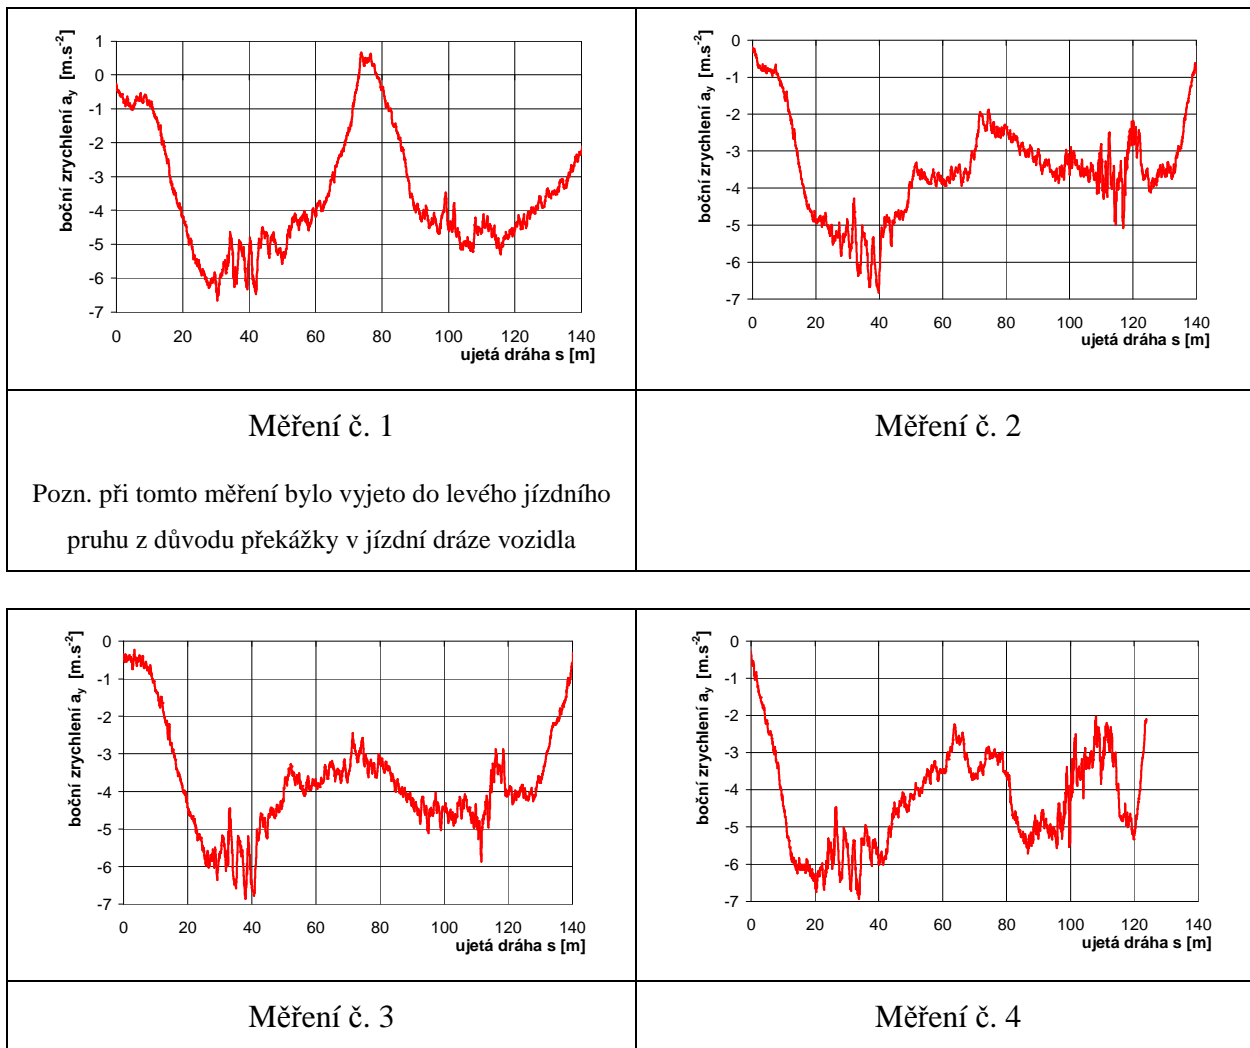 boční zrychlení ay [m.s-2]
1
0
-1
-2
-3
-4
-5
-6
-7
0 20 40 60 80 100 120 140
ujetá dráha s [m]
boční zrychlení ay [m.s-2]
0
-1
-2
-3
-4
-5
-6
-7
0 20 40 60 80 100 120 140
ujetá dráha s [m]
Měření č. 1
Pozn. při tomto měření bylo vyjeto do levého jízdního
pruhu z důvodu překážky v jízdní dráze vozidla
Měření č. 2
boční zrychlení ay [m.s-2]
0
-1
-2
-3
-4
-5
-6
-7
0 20 40 60 80 100 120 140
ujetá dráha s [m]
boční zrychlení ay [m.s-2]
0
-1
-2
-3
-4
-5
-6
-7
0 20 40 60 80 100 120 140
ujetá dráha s [m]
Měření č. 3
Měření č. 4